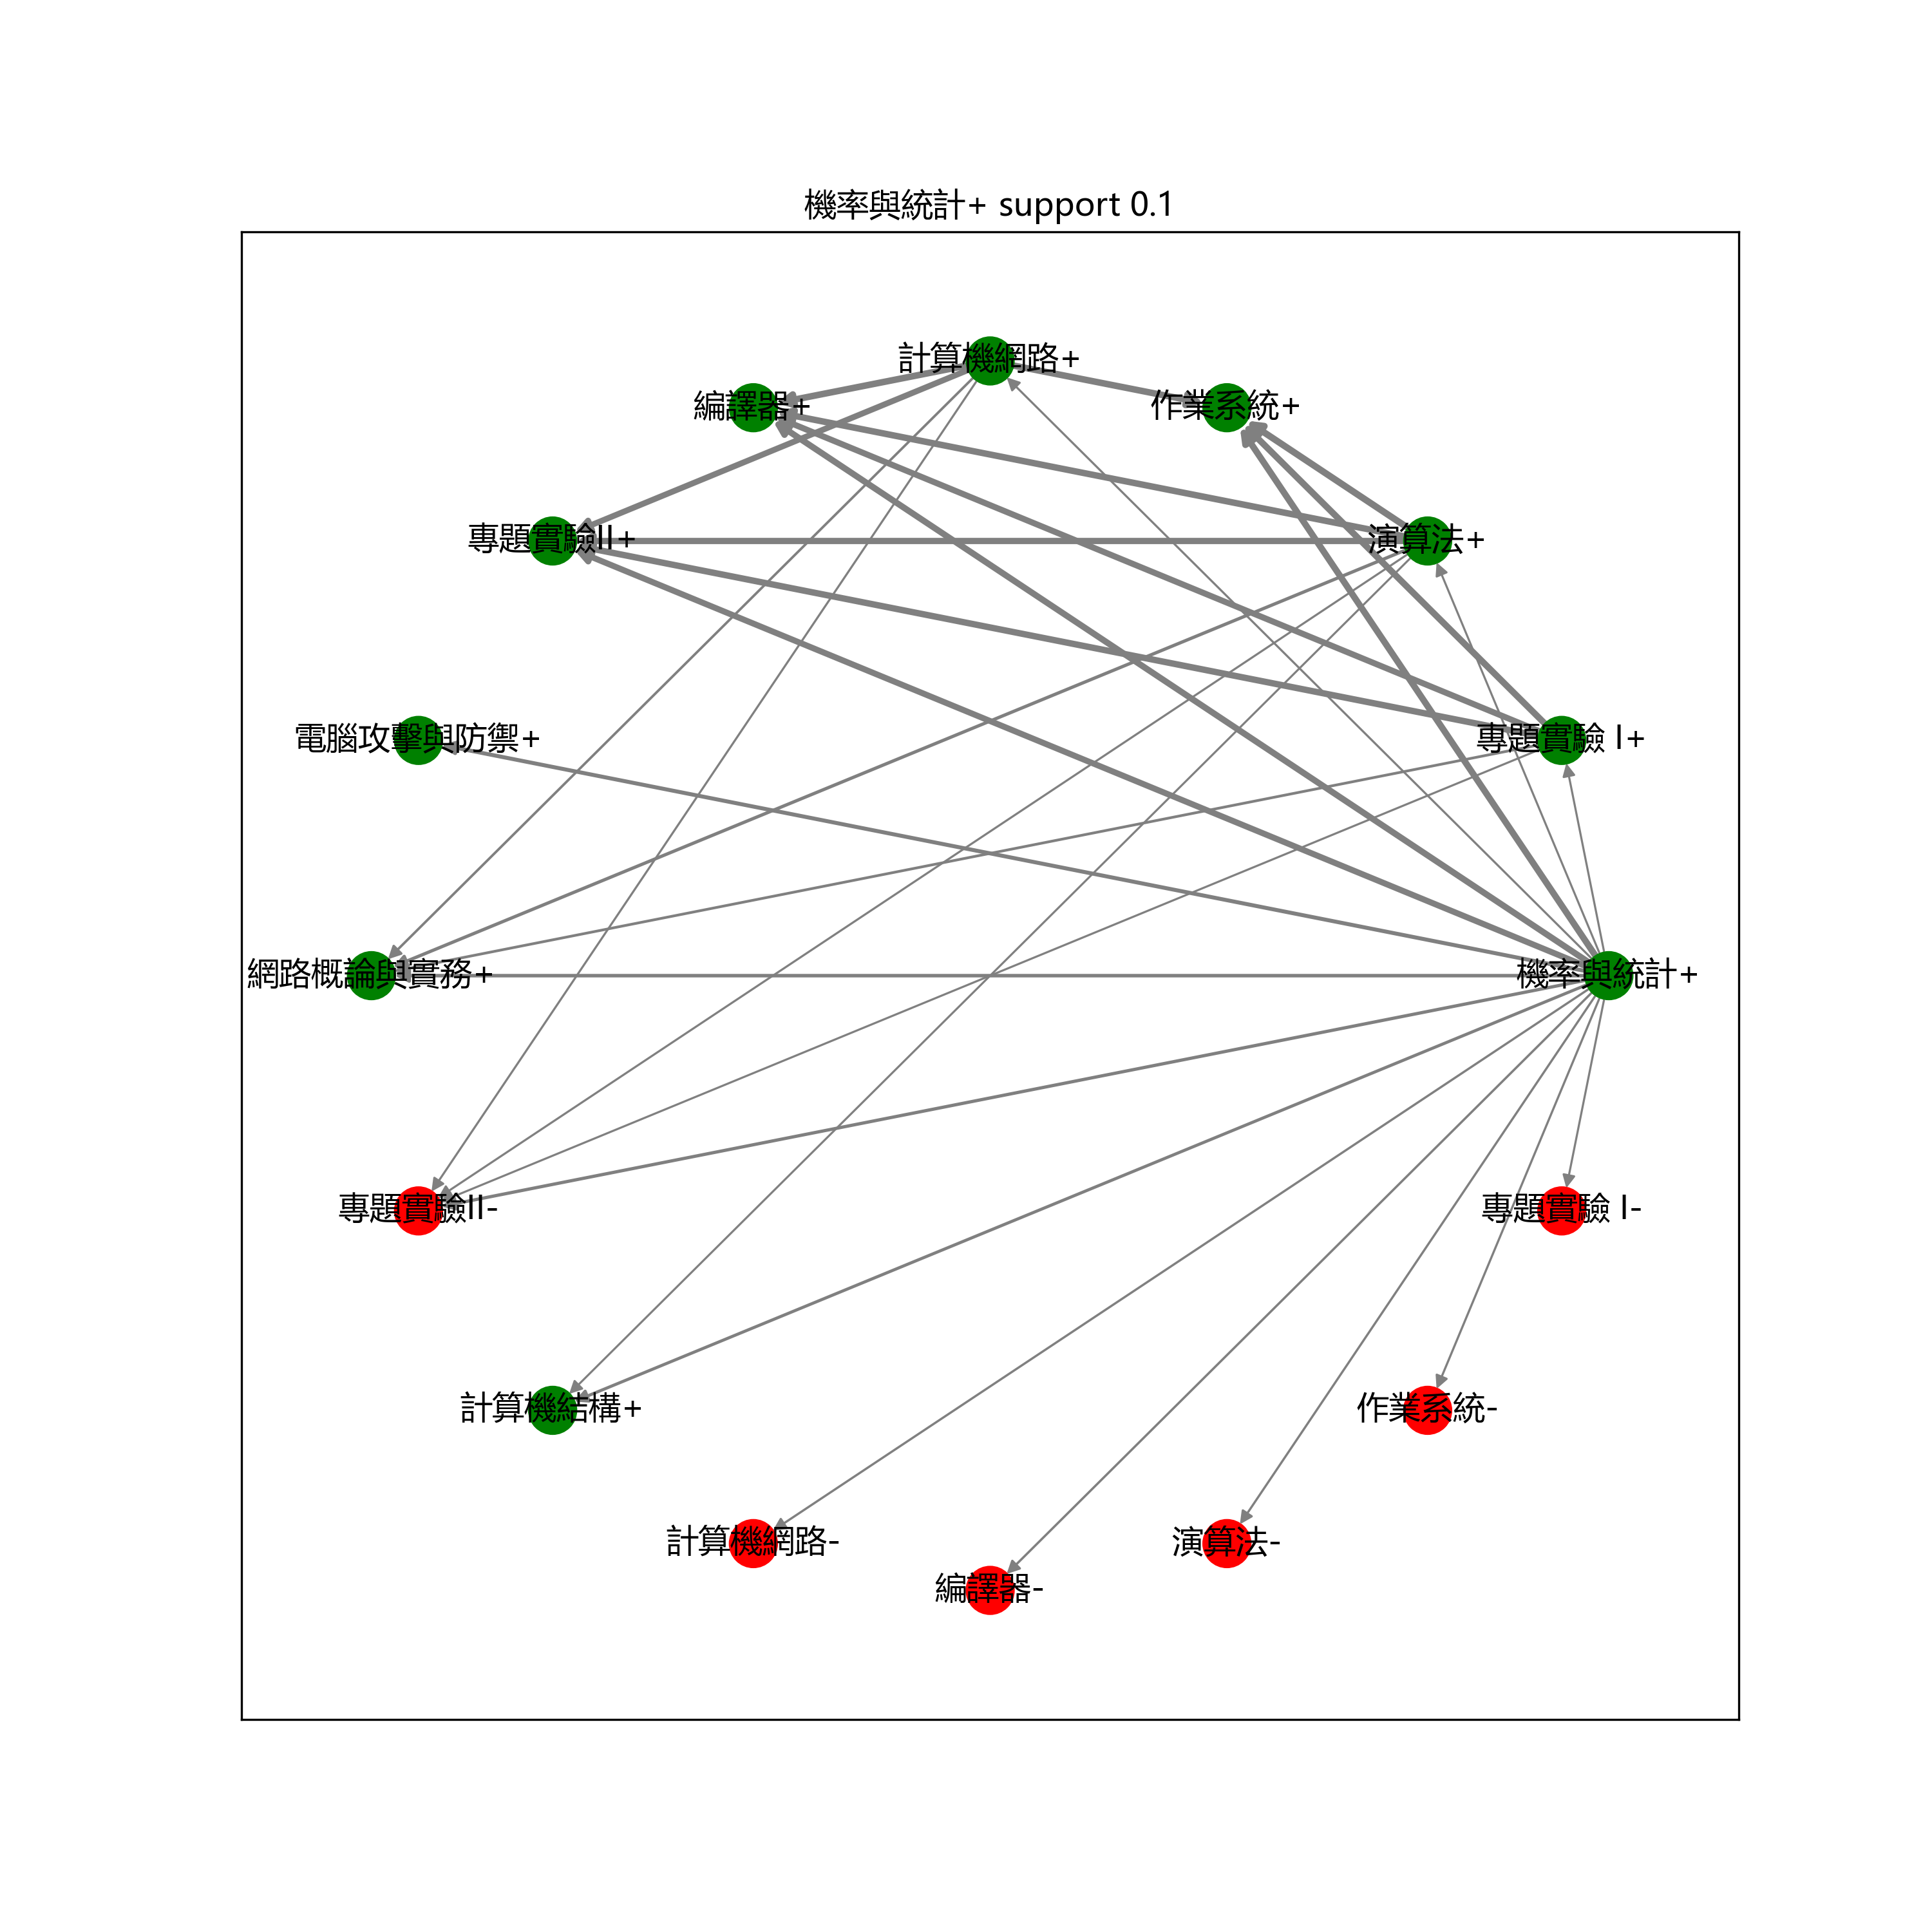 機率與統計+ support 0.1
計算機網路+
編譯器+
作業系統+
專題實驗II+
演算法+
電腦攻擊與防禦+
專題實驗 I+
網路概論與實務+
機率與統計+
專題實驗II-
專題實驗 I-
計算機結構+
作業系統-
計算機網路-
演算法-
編譯器-